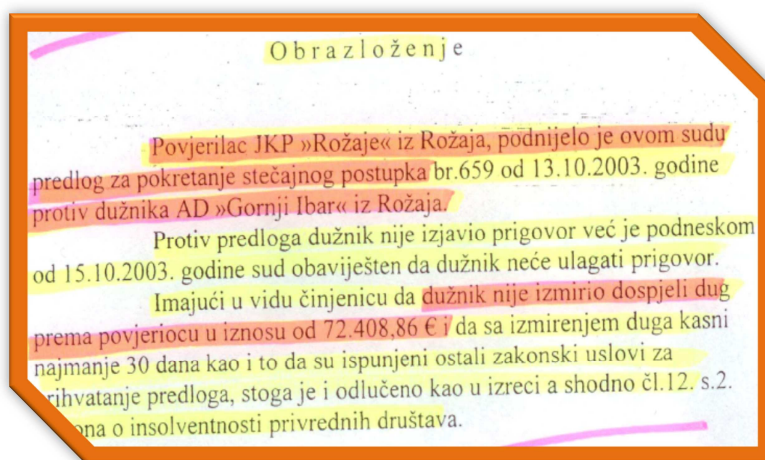 O b r a z l o ž e nj e
Povjerilac JKP »Rožaje« iz Rožaja, podnijelo je ovom sudu
predlog za pokretanje stečajnog postupka br.659 od 13.10.2003. godine
protiv dužnika AD »Gornji Ibar« iz Rožaja.
Protiv predloga dužnik nije izjavio prigovor već je podneskom
od 15.10.2003. godine sud obaviješten da dužnik neće ulagati prigovor.
Imajući u vidu činjenicu da dužnik nije izmirio dospjeli dug
prema povjeriocu u iznosu od 72.408,86 € i da sa izmirenjem duga kasni
najmanje 30 dana kao i to da su ispunjeni ostali zakonski uslovi za
rihvatanje predloga, stoga je i odlučeno kao u izreci a shodno čl.12. s.2.
ona o insolventnosti privrednih društava.